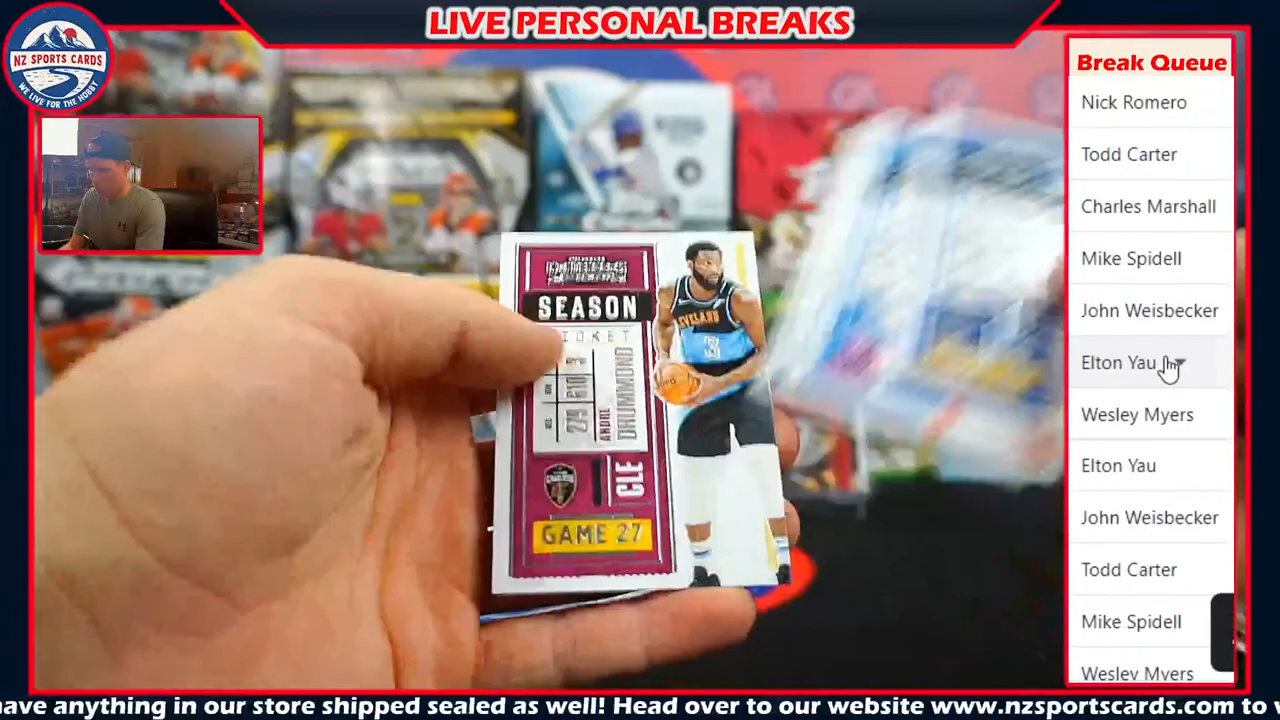 LIVE PERSONAL BREAKS
NZ SPORTS CARDS
WE LIVE FOR THE HOBBY
Break Queue
Nick Romero
Todd Carter
Charles Marshall
Mike Spidell
John Weisbecker
Elton Yau
Wesley Myers
Elton Yau
John Weisbecker
Todd Carter
Mike Spidell
Wesley Myers
CONTENDERS
SEASON
TICKET
ANDRE
DRUMMOND
CLE
GAME 27
CLEVELAND
3
have anything in our store shipped sealed as well! Head over to our website www.nzsportscards.com to